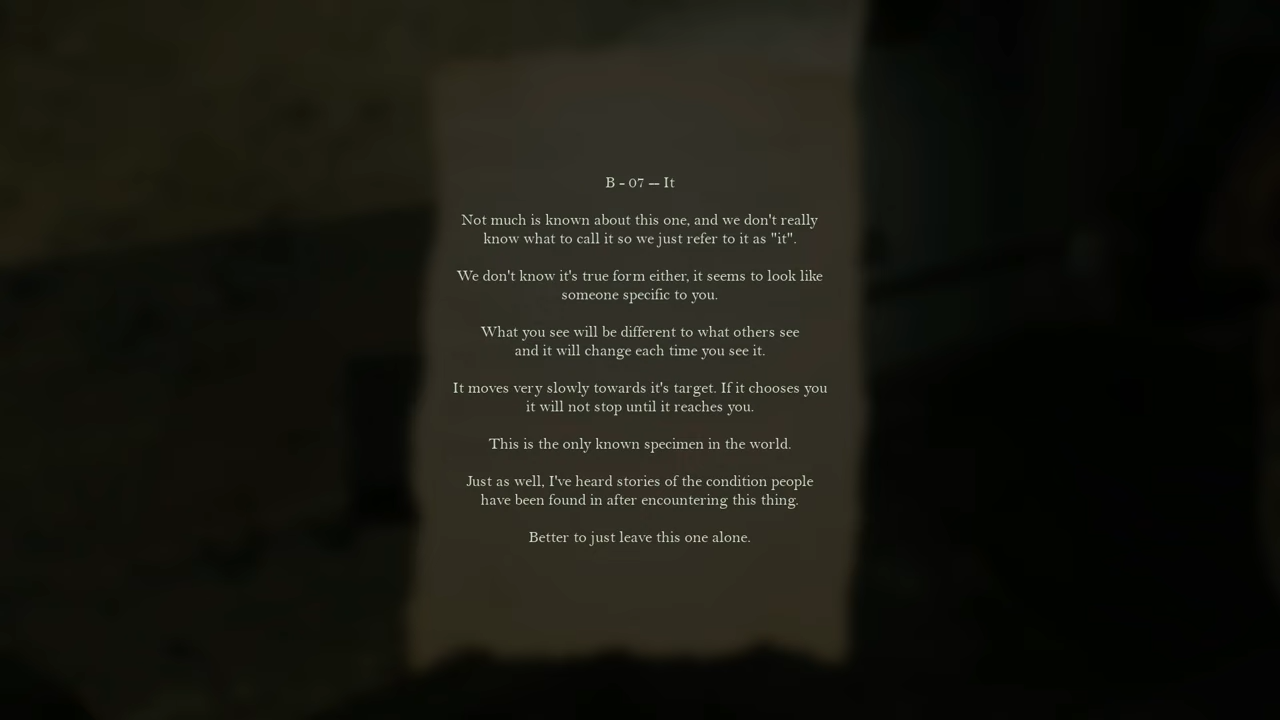 B - 07 -- It
Not much is known about this one, and we don't really
know what to call it so we just refer to it as "it".
We don't know it's true form either, it seems to look like
someone specific to you.
What you see will be different to what others see
and it will change each time you see it.
It moves very slowly towards it's target. If it chooses you
it will not stop until it reaches you.
This is the only known specimen in the world.
Just as well, I've heard stories of the condition people
have been found in after encountering this thing.
Better to just leave this one alone.